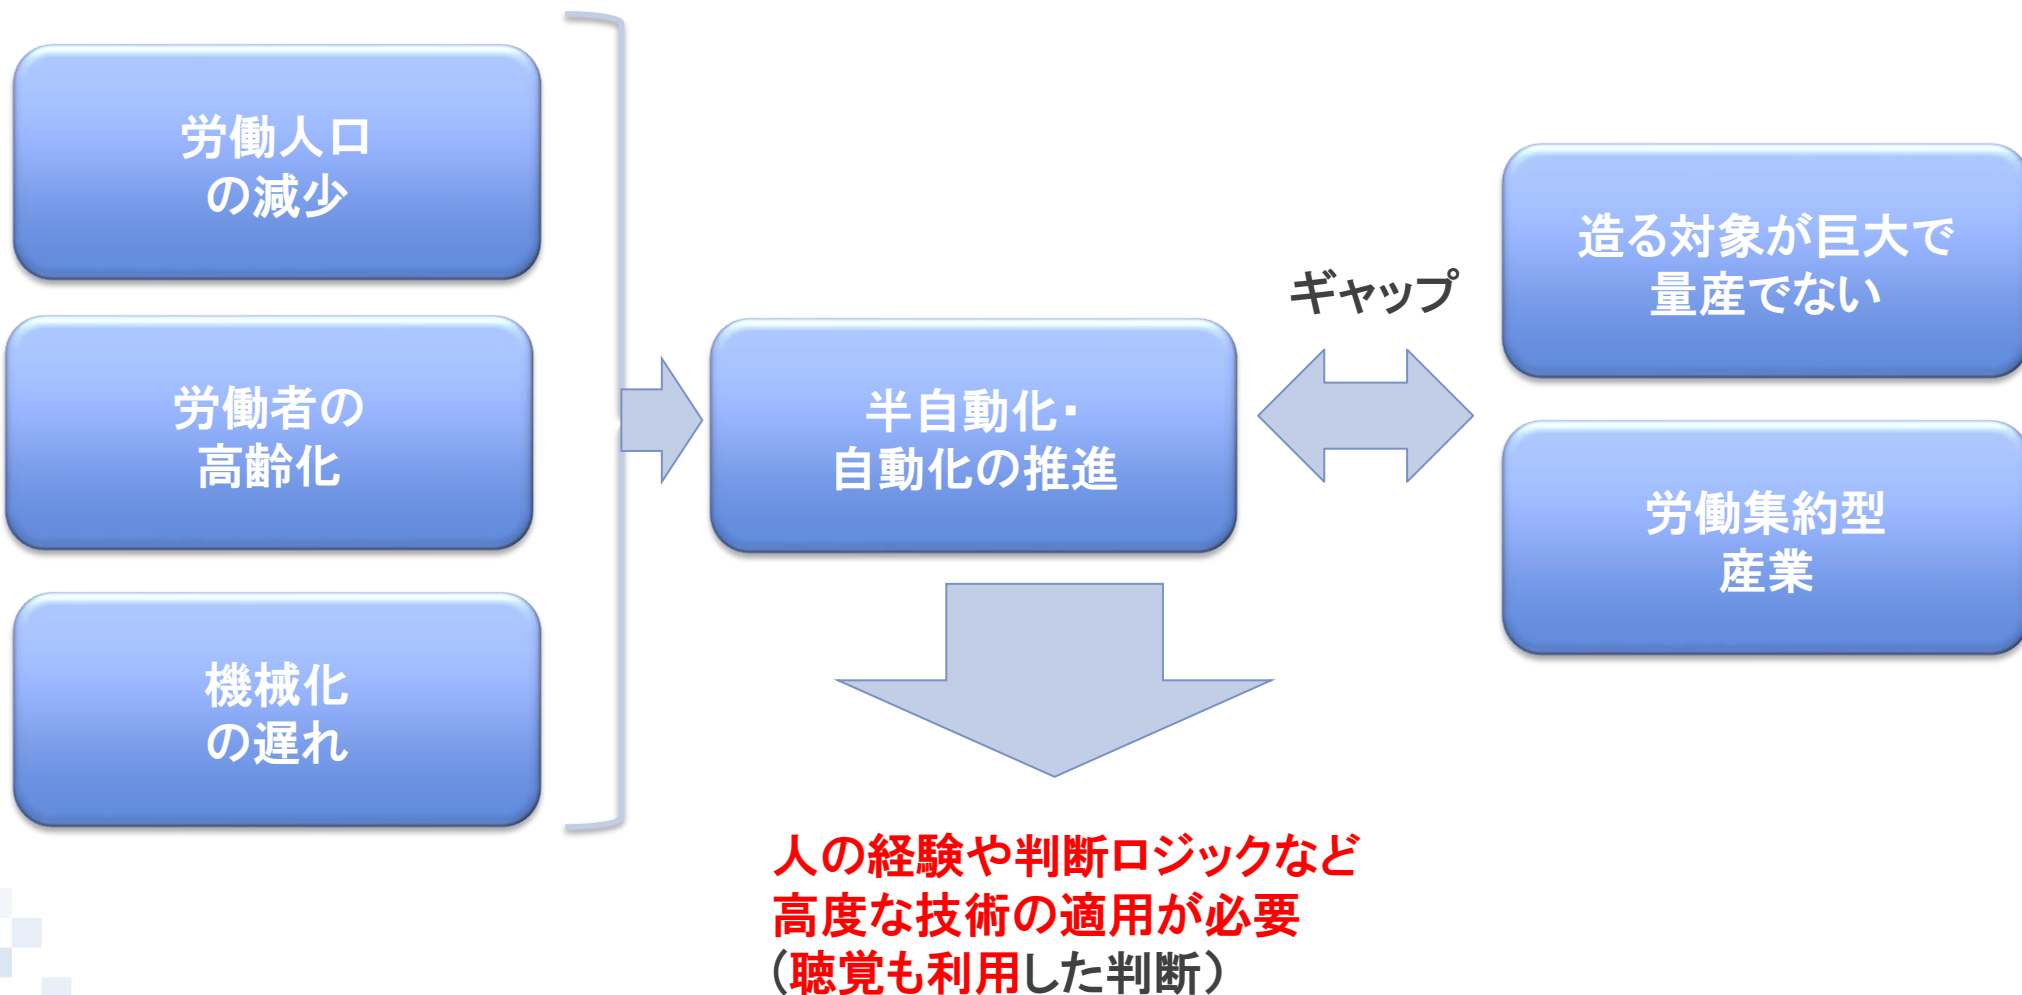 労働人口
の減少
労働者の
高齢化
機械化
の遅れ
半自動化・
自動化の推進
ギャップ
造る対象が巨大で
量産でない
労働集約型
産業
人の経験や判断ロジックなど
高度な技術の適用が必要
（聴覚も利用した判断）